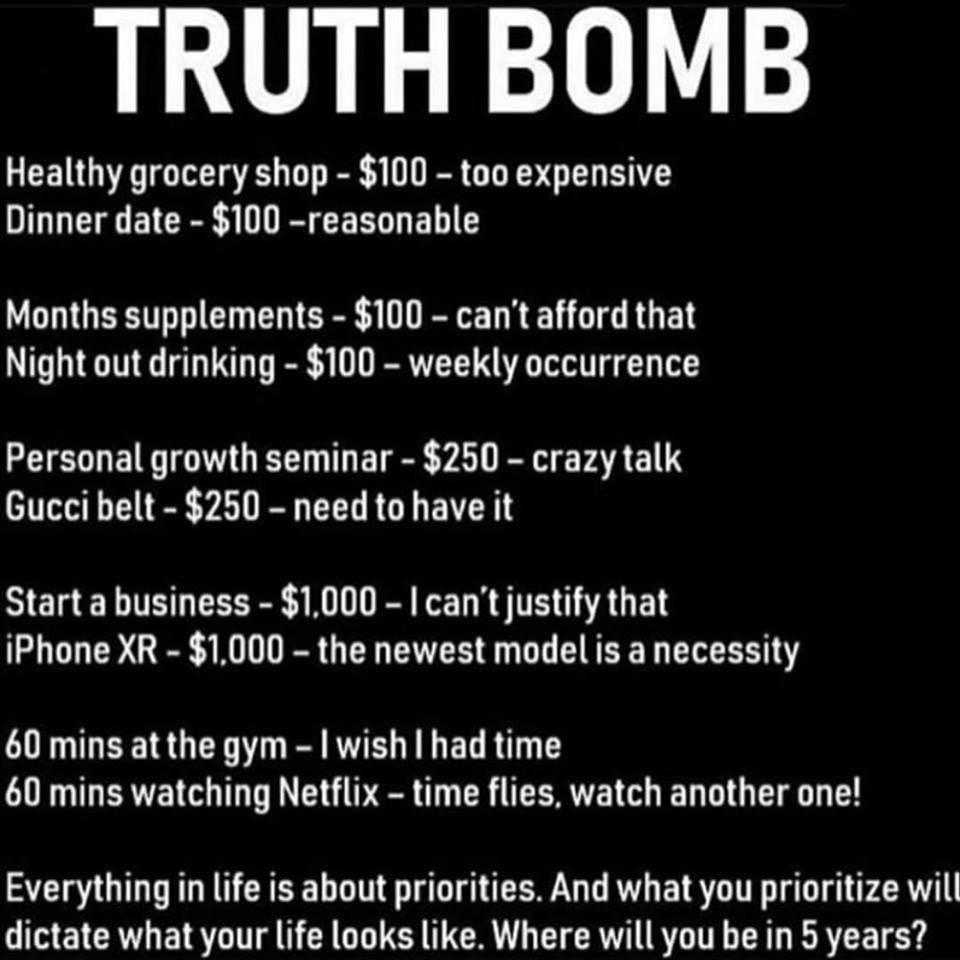 TRUTH BOMB
Healthy grocery shop - $100 – too expensive
Dinner date - $100 –reasonable
Months supplements - $100 – can't afford that
Night out drinking - $100 – weekly occurrence
Personal growth seminar - $250 – crazy talk
Gucci belt - $250 – need to have it
Start a business - $1,000 – I can't justify that
iPhone XR - $1,000 – the newest model is a necessity
60 mins at the gym – I wish I had time
60 mins watching Netflix – time flies, watch another one!
Everything in life is about priorities. And what you prioritize will
dictate what your life looks like. Where will you be in 5 years?